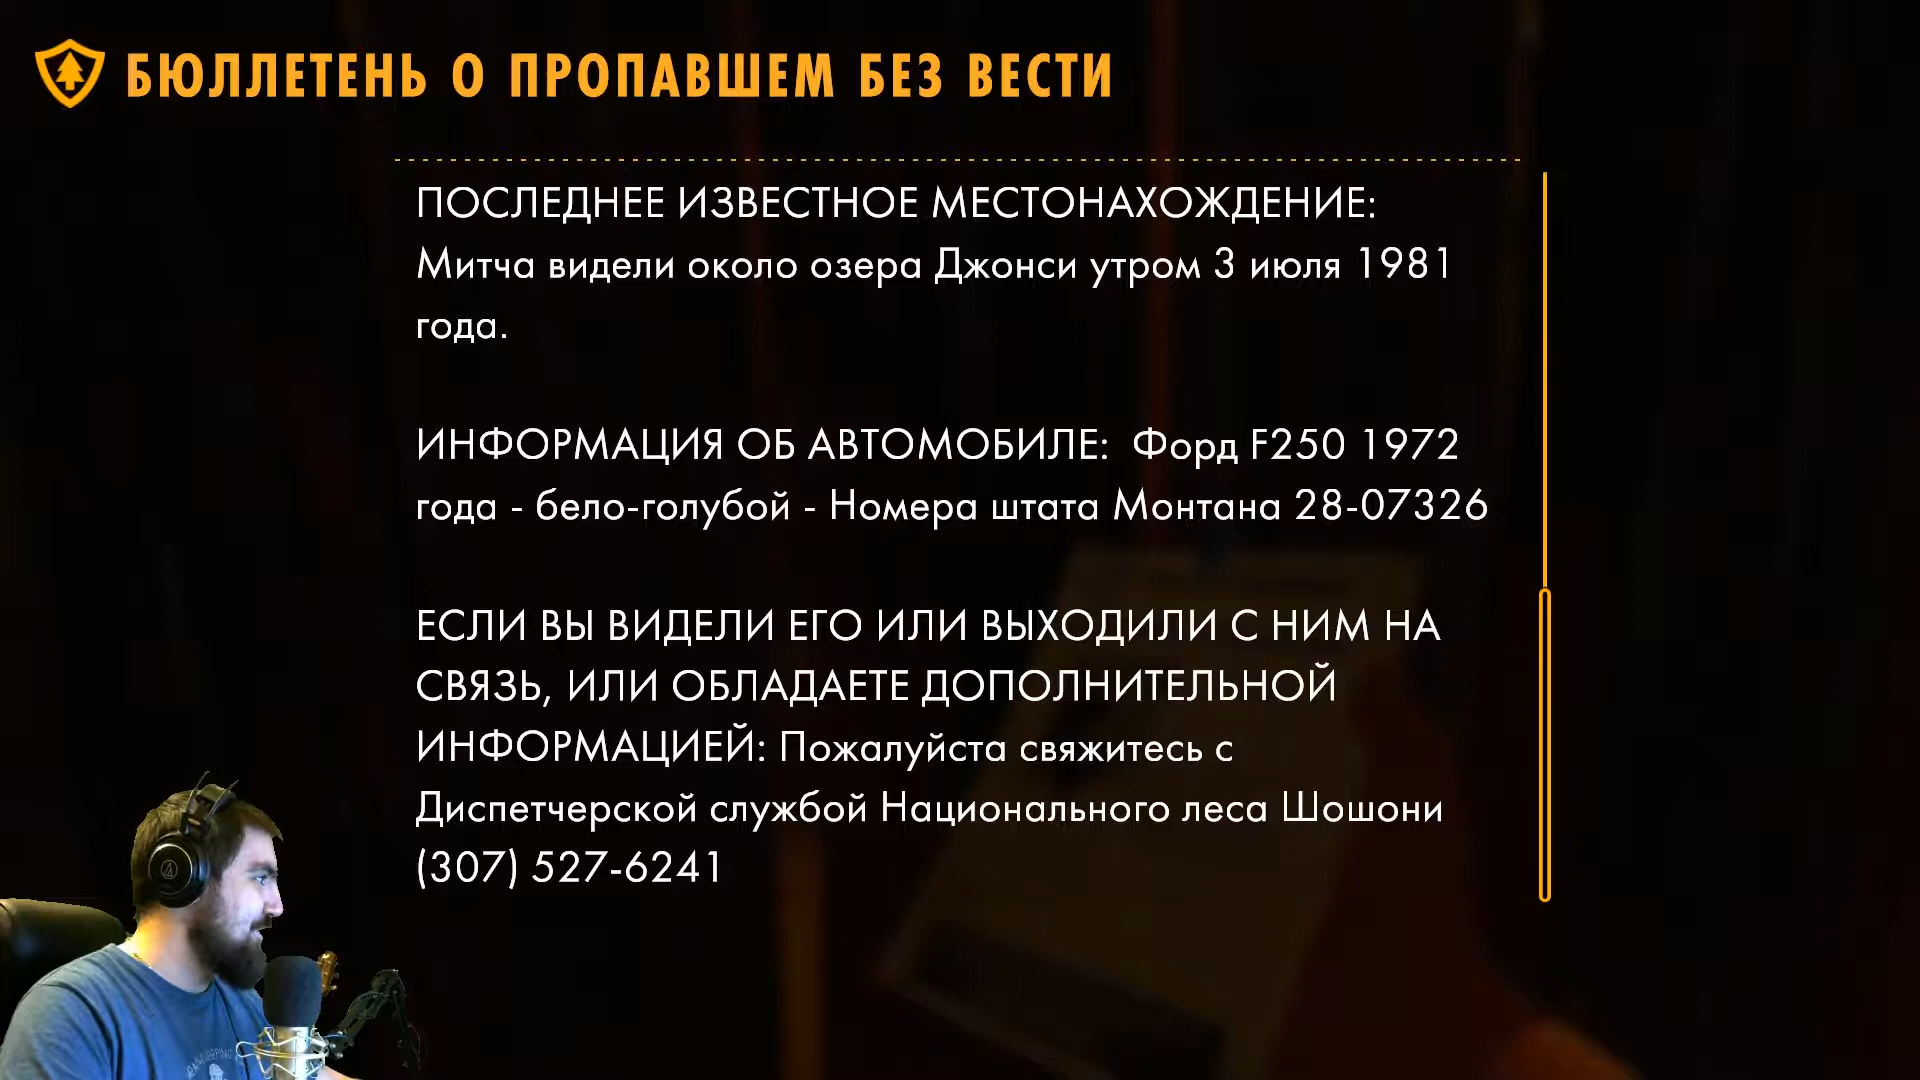 БЮЛЛЕТЕНЬ О ПРОПАВШЕМ БЕЗ ВЕСТИ
ПОСЛЕДНЕЕ ИЗВЕСТНОЕ МЕСТОНАХОЖДЕНИЕ:
Митча видели около озера Джонси утром 3 июля 1981
года.
ИНФОРМАЦИЯ ОБ АВТОМОБИЛЕ: Форд F250 1972
года - бело-голубой - Номера штата Монтана 28-07326
ЕСЛИ ВЫ ВИДЕЛИ ЕГО ИЛИ ВЫХОДИЛИ С НИМ НА
СВЯЗЬ, ИЛИ ОБЛАДАЕТЕ ДОПОЛНИТЕЛЬНОЙ
ИНФОРМАЦИЕЙ: Пожалуйста свяжитесь с
Диспетчерской службой Национального леса Шошони
(307) 527-6241